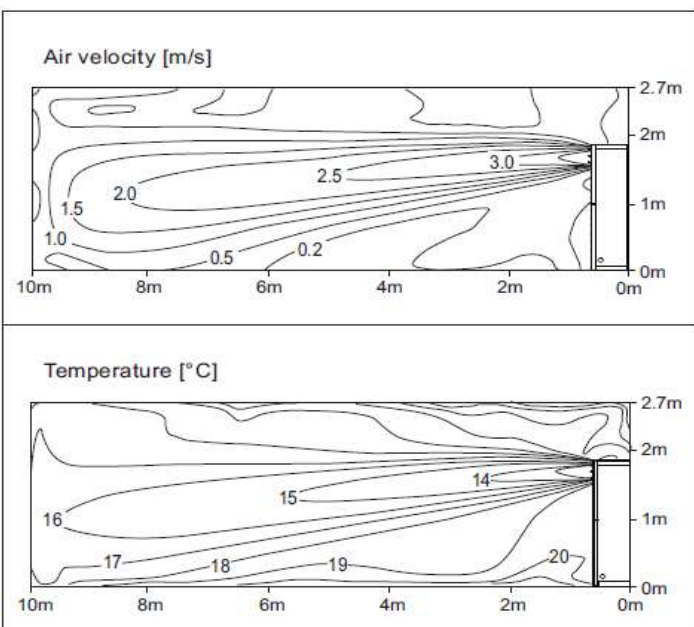 Air velocity [m/s]
2.7m
2m
3.0
2.5
2.0
1.5
1m
1.0
0.5
0.2
0m
10m
8m
6m
4m
2m
0m
Temperature [°C]
2.7m
2m
14
15
16
1m
17
18
19
20
0m
10m
8m
6m
4m
2m
0m